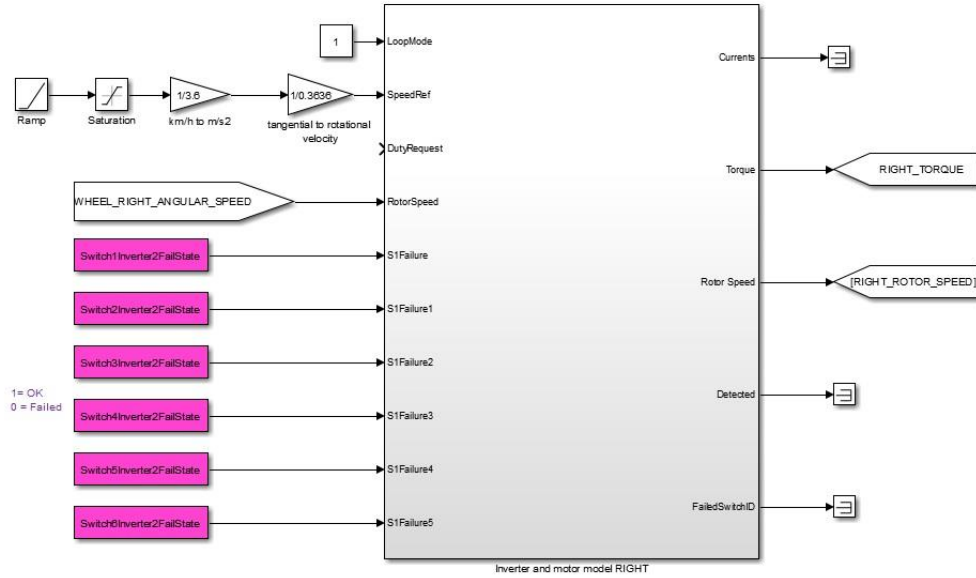 1
LoopMode
Currents
1/3.6
1/0.3636
SpeedRef
Ramp
Saturation
km/h to m/s2
tangential to rotational
velocity
DutyRequest
Torque
RIGHT_TORQUE
WHEEL_RIGHT_ANGULAR_SPEED
RotorSpeed
Switch1Inverter2FailState
S1Failure
Rotor Speed
[RIGHT_ROTOR_SPEED]
Switch2Inverter2FailState
S1Failure1
Switch3Inverter2FailState
S1Failure2
1= OK
0 = Failed
Detected
Switch4Inverter2FailState
S1Failure3
Switch5Inverter2FailState
S1Failure4
FailedSwitchID
Switch6Inverter2FailState
S1Failure5
Inverter and motor model RIGHT